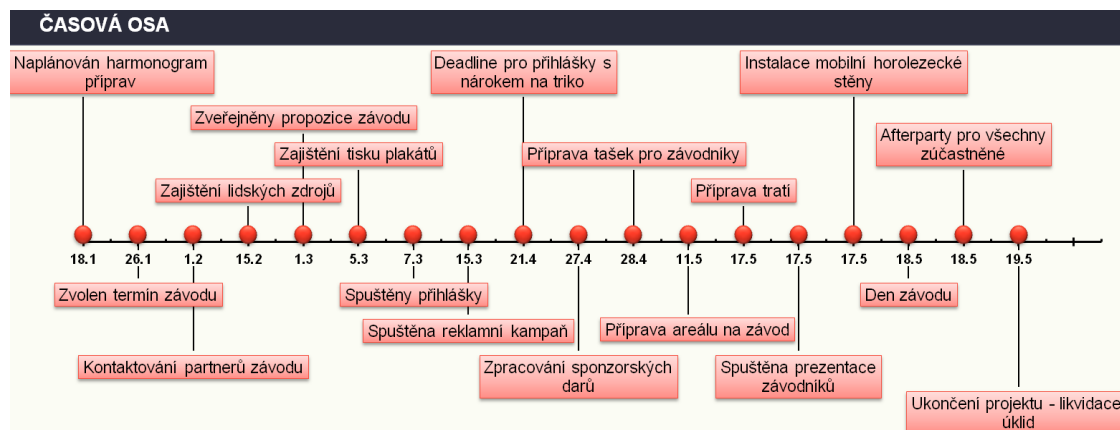 ČASOVÁ OSA
Naplánován harmonogram
příprav
Deadline pro přihlášky s
nárokem na triko
Instalace mobilní horolezecké
stěny
Zveřejněny propozice závodu
Afterparty pro všechny
zúčastněné
Zajištění tisku plakátů
Příprava tašek pro závodníky
Zajištění lidských zdrojů
Příprava tratí
18.1 26.1 1.2 15.2 1.3 5.3 7.3 15.3 21.4 27.4 28.4 11.5 17.5 17.5 17.5 18.5 18.5 19.5
Zvolen termín závodu
Spuštěny přihlášky
Den závodu
Spuštěna reklamní kampaň
Příprava areálu na závod
Kontaktování partnerů závodu
Zpracování sponzorských
darů
Spuštěna prezentace
závodníků
Ukončení projektu - likvidace
úklid